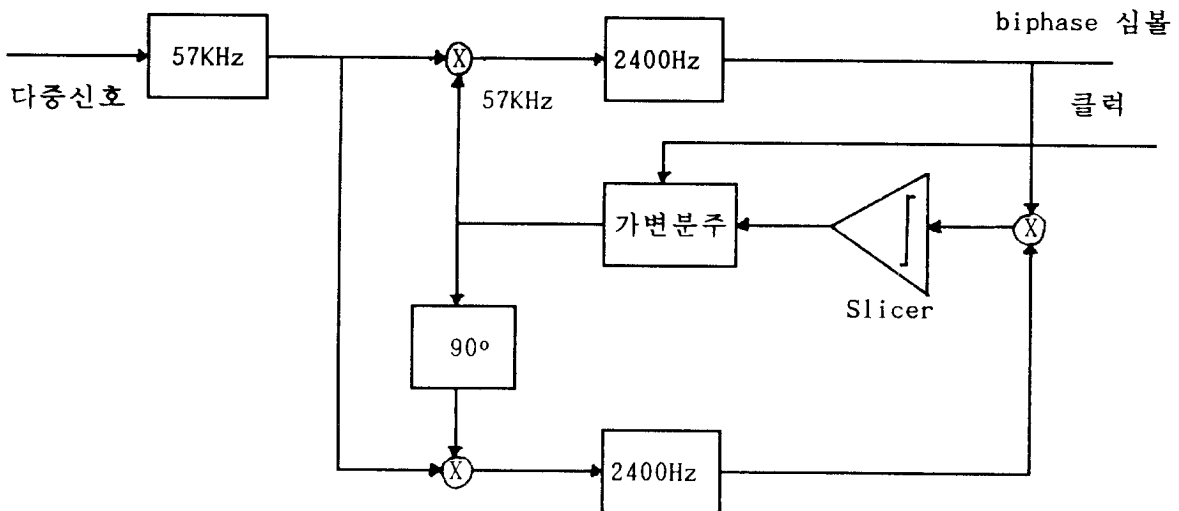 biphase 심볼
57KHz
X
2400Hz
다중신호
57KHz
클럭
가변분주
X
Slicer
90º
X
2400Hz